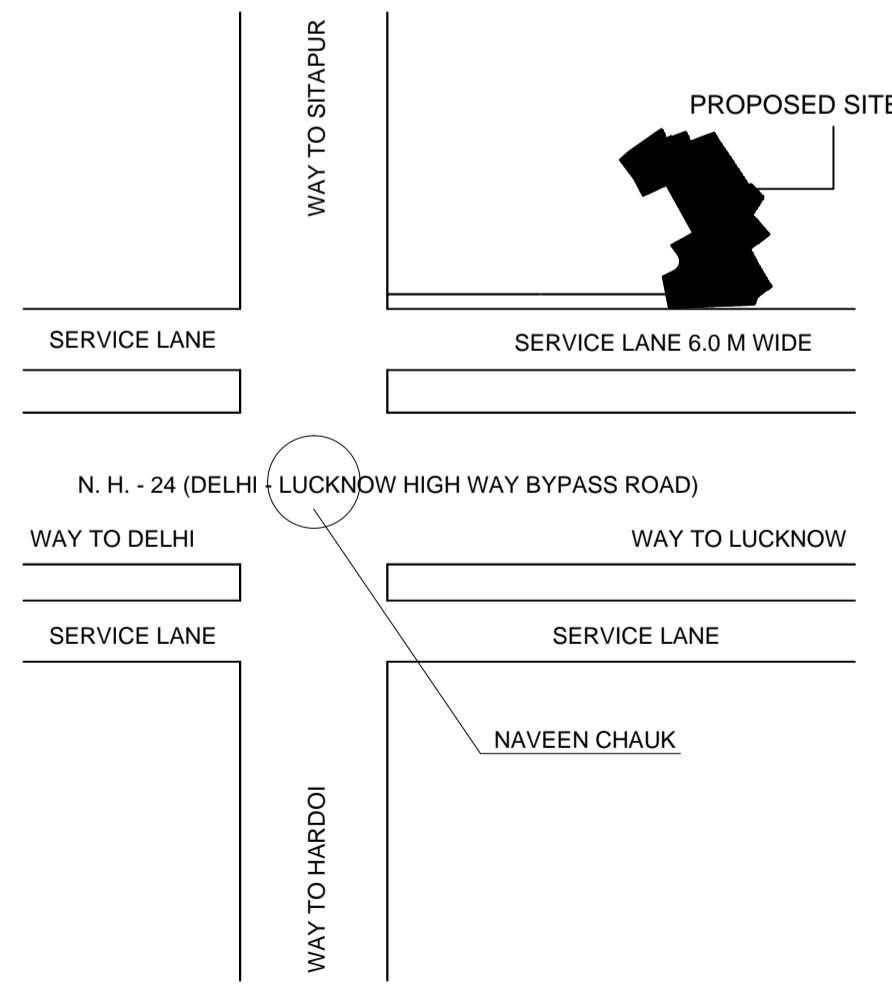 WAY TO SITAPUR
PROPOSED SITE
SERVICE LANE
SERVICE LANE 6.0 M WIDE
N. H. - 24 (DELHI - LUCKNOW HIGH WAY BYPASS ROAD)
WAY TO DELHI
WAY TO LUCKNOW
SERVICE LANE
SERVICE LANE
NAVEEN CHAUK
WAY TO HARDOI